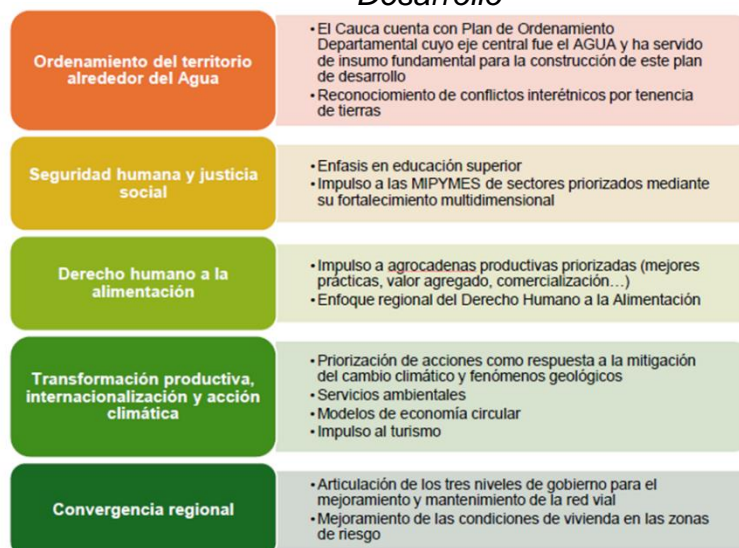 Desarrollo
Ordenamiento del territorio
alrededor del Agua
• El Cauca cuenta con Plan de Ordenamiento
Departamental cuyo eje central fue el AGUA y ha servido
de insumo fundamental para la construcción de este plan
de desarrollo
• Reconociomiento de conflictos interétnicos por tenencia
de tierras
Seguridad humana y justicia
social
• Enfasis en educación superior
• Impulso a las MIPYMES de sectores priorizados mediante
su fortalecimiento multidimensional
Derecho humano a la
alimentación
• Impulso a agrocadenas productivas priorizadas (mejores
prácticas, valor agregado, comercialización…)
• Enfoque regional del Derecho Humano a la Alimentación
Transformación productiva,
internacionalización y acción
climática
• Priorización de acciones como respuesta a la mitigación
del cambio climático y fenómenos geológicos
• Servicios ambientales
• Modelos de economía circular
• Impulso al turismo
Convergencia regional
• Articulación de los tres niveles de gobierno para el
mejoramiento y mantenimiento de la red vial
• Mejoramiento de las condiciones de vivienda en las zonas
de riesgo